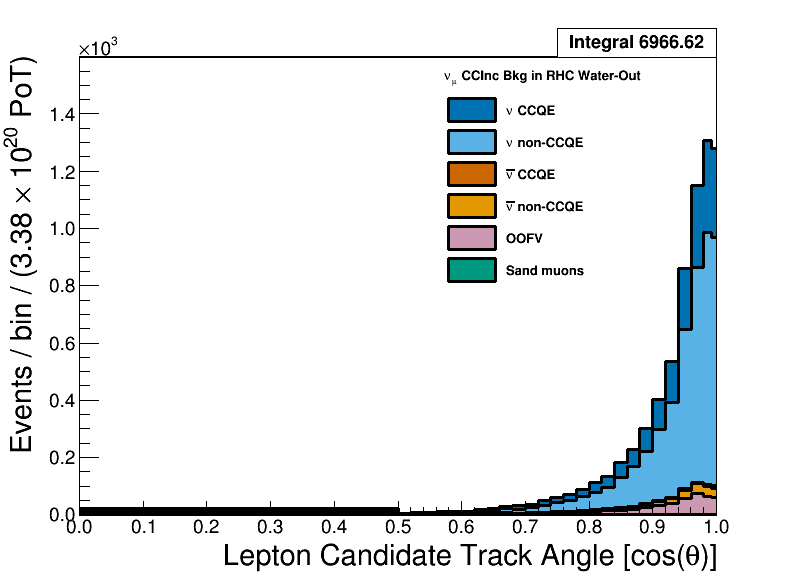 Integral 6966.62
×10³
ν_μ CCInc Bkg in RHC Water-Out
ν CCQE
ν non-CCQE
ν̅ CCQE
ν̅ non-CCQE
OOFV
Sand muons
Events / bin / (3.38 × 10²⁰ PoT)
1.4
1.2
1.0
0.8
0.6
0.4
0.2
0.0
0.0 0.1 0.2 0.3 0.4 0.5 0.6 0.7 0.8 0.9 1.0
Lepton Candidate Track Angle [cos(θ)]